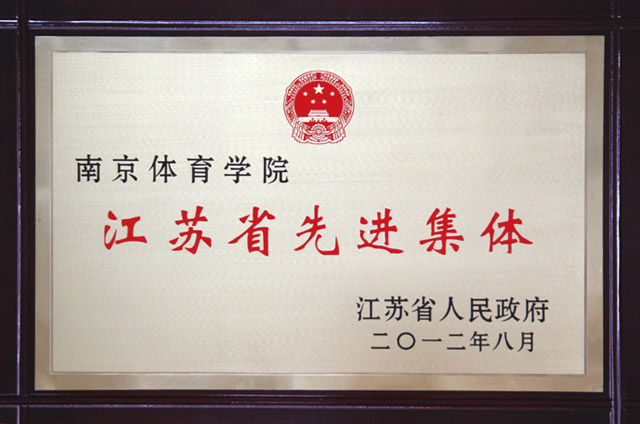 南京体育学院
江苏省先进集体
江苏省人民政府
二〇一二年八月